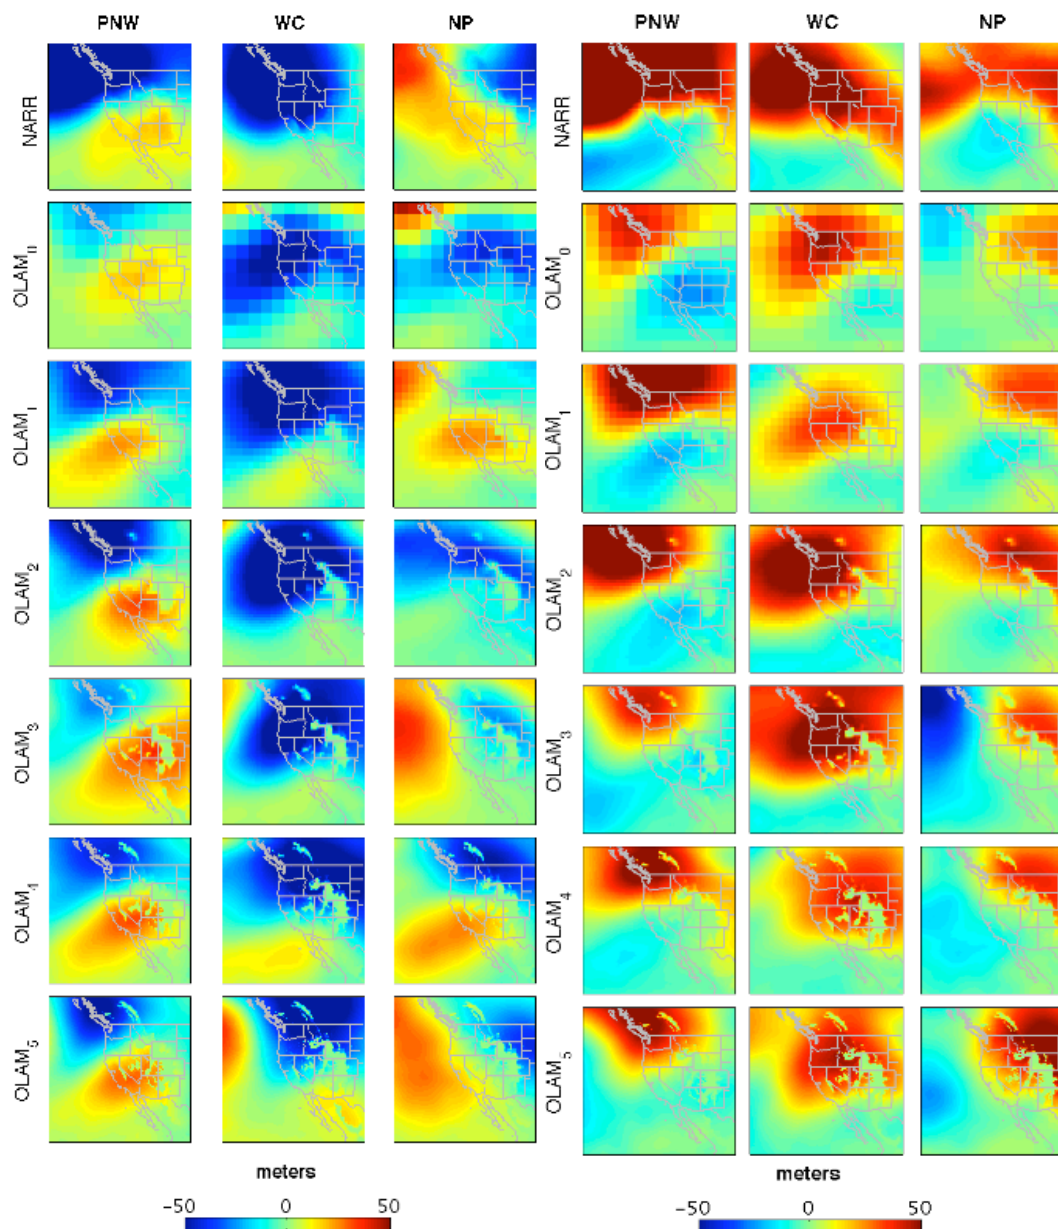 PNW WC NP PNW WC NP
NARR NARR
OLAM0 OLAM0
OLAM1 OLAM1
OLAM2 OLAM2
OLAM3 OLAM3
OLAM4 OLAM4
OLAM5 OLAM5
meters meters
−50 0 50 −50 0 50